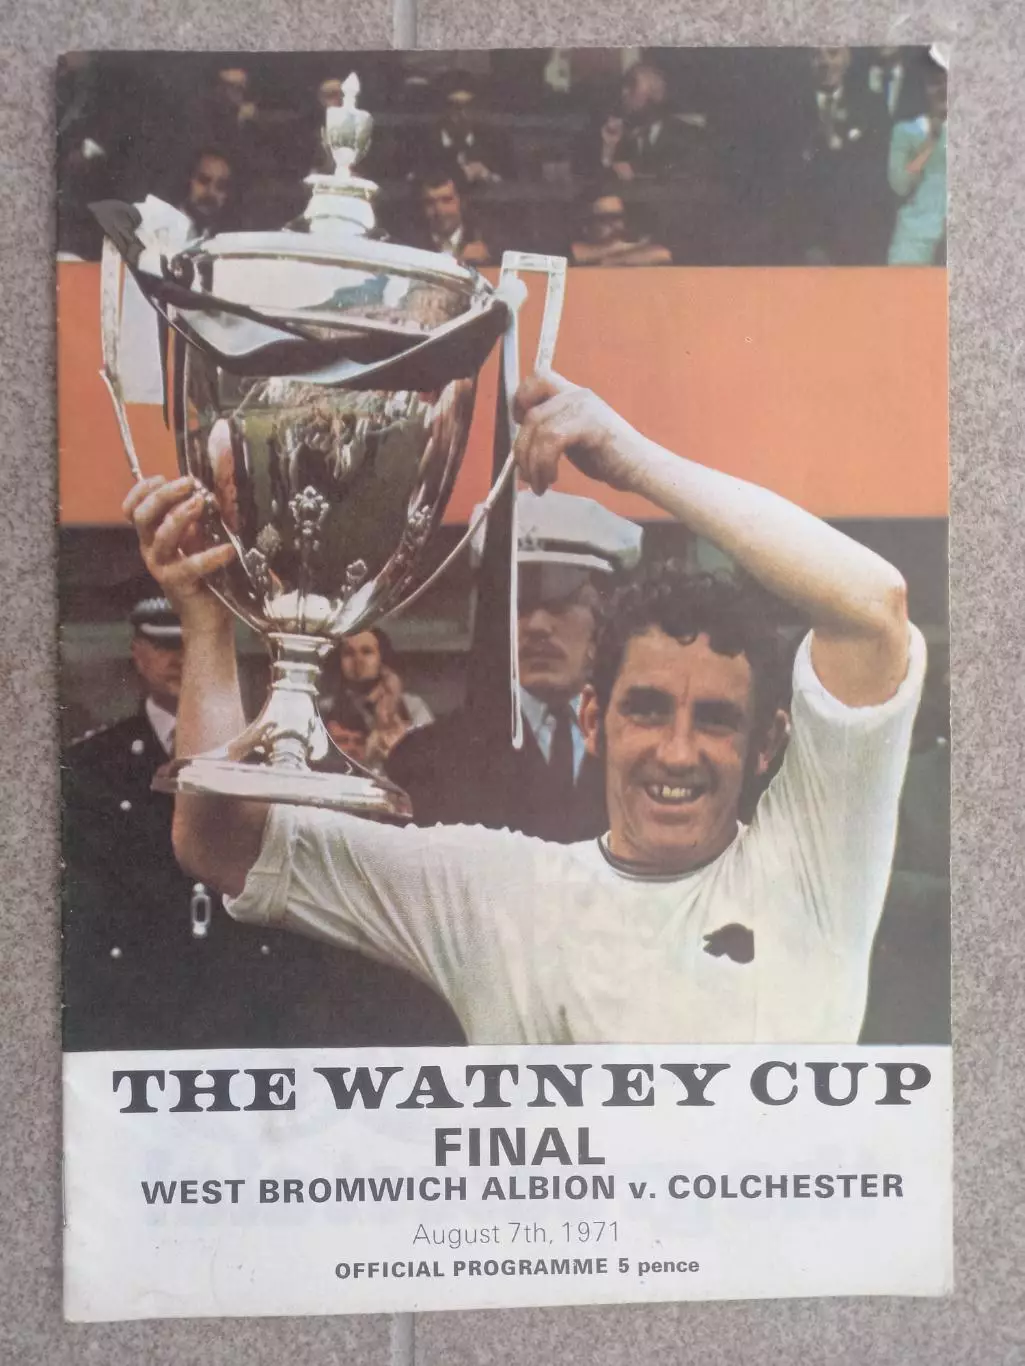 THE WATNEY CUP
FINAL
WEST BROMWICH ALBION v. COLCHESTER
August 7th, 1971
OFFICIAL PROGRAMME 5 pence